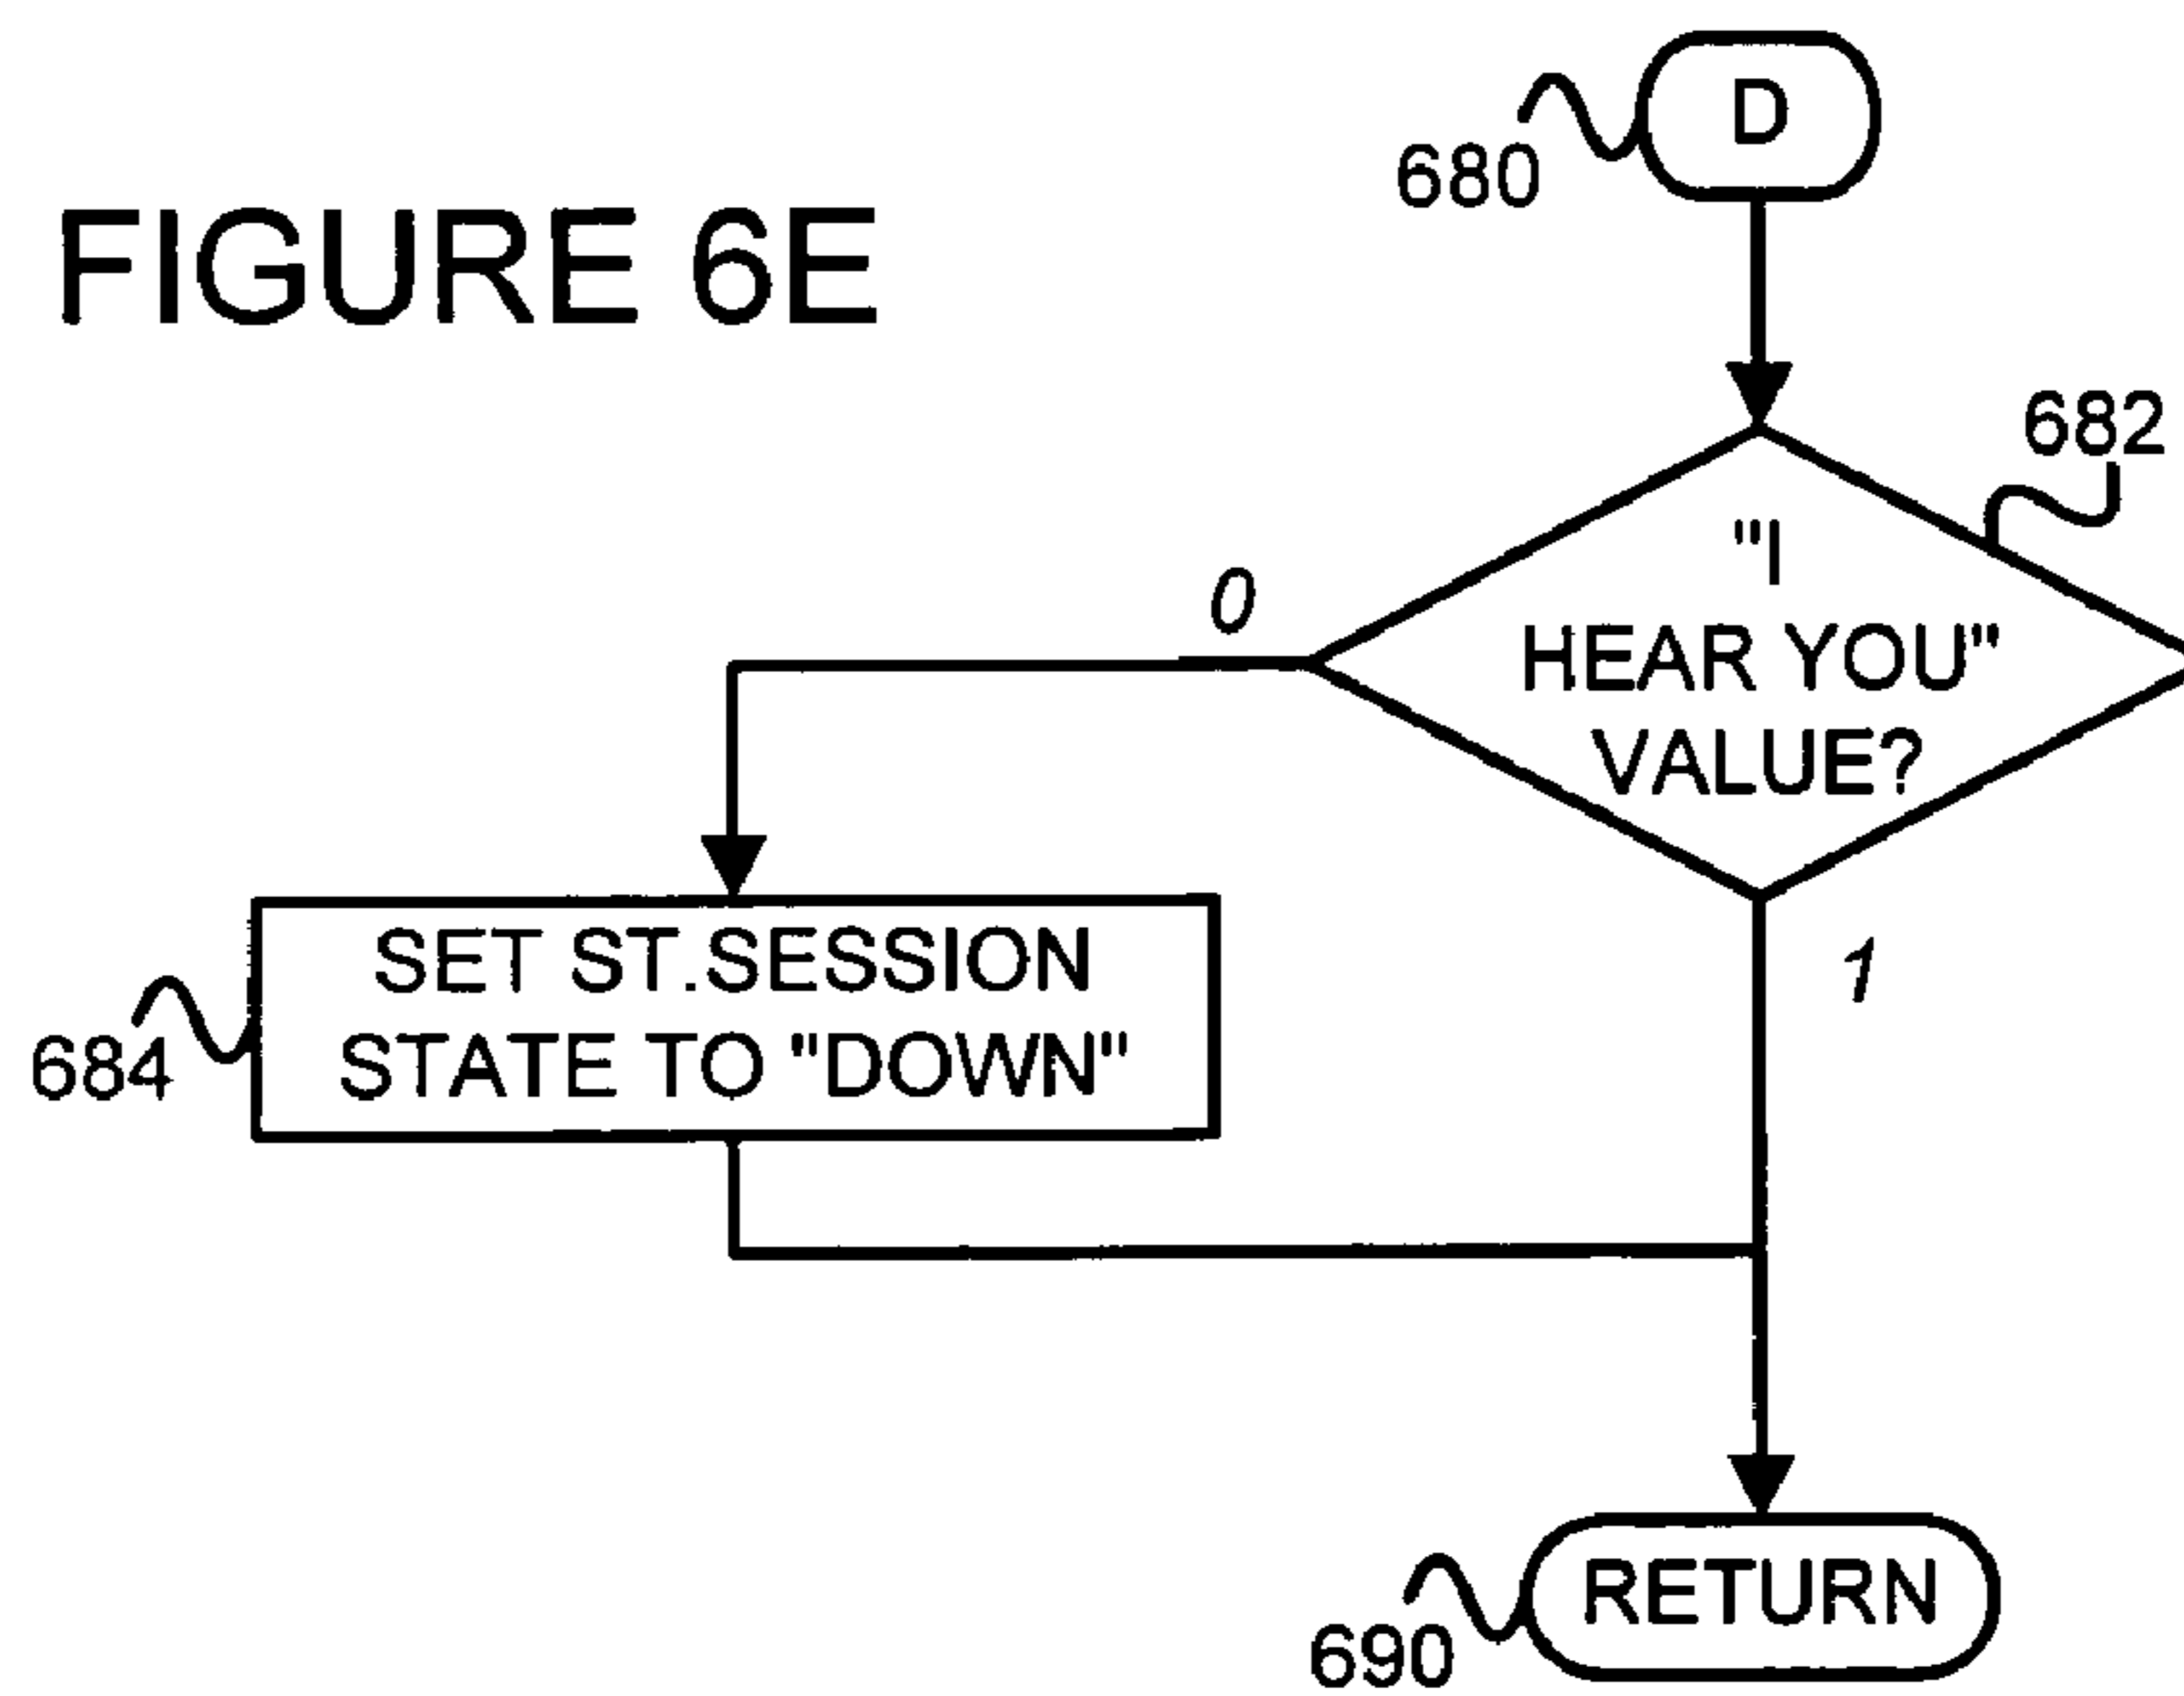 D
680
FIGURE 6E
682
"I
HEAR YOU"
VALUE?
0
SET ST.SESSION
STATE TO "DOWN"
684
1
RETURN
690